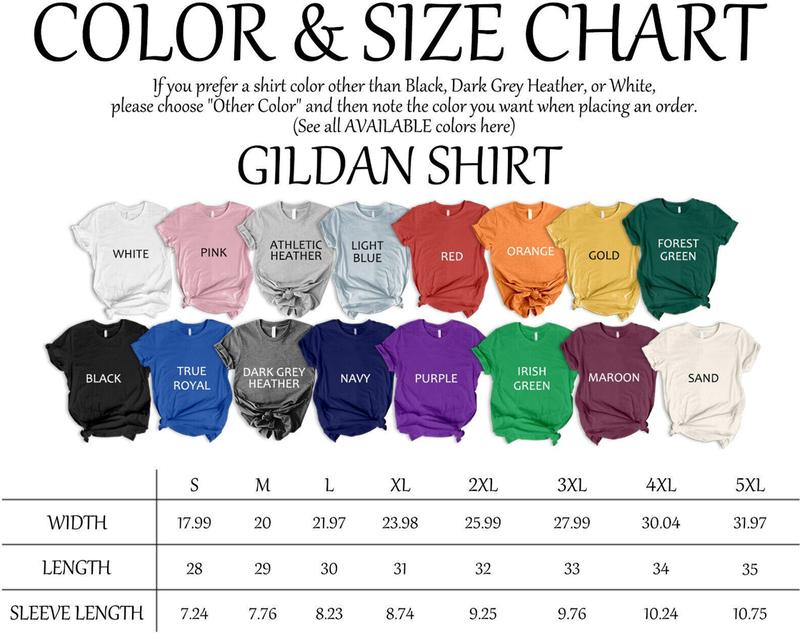 COLOR & SIZE CHART
If you prefer a shirt color other than Black, Dark Grey Heather, or White,
please choose "Other Color" and then note the color you want when placing an order.
(See all AVAILABLE colors here)
GILDAN SHIRT
WHITE
PINK
ATHLETIC
HEATHER
LIGHT
BLUE
RED
ORANGE
GOLD
FOREST
GREEN
BLACK
TRUE
ROYAL
DARK GREY
HEATHER
NAVY
PURPLE
IRISH
GREEN
MAROON
SAND
S M L XL 2XL 3XL 4XL 5XL
WIDTH 17.99 20 21.97 23.98 25.99 27.99 30.04 31.97
LENGTH 28 29 30 31 32 33 34 35
SLEEVE LENGTH 7.24 7.76 8.23 8.74 9.25 9.76 10.24 10.75